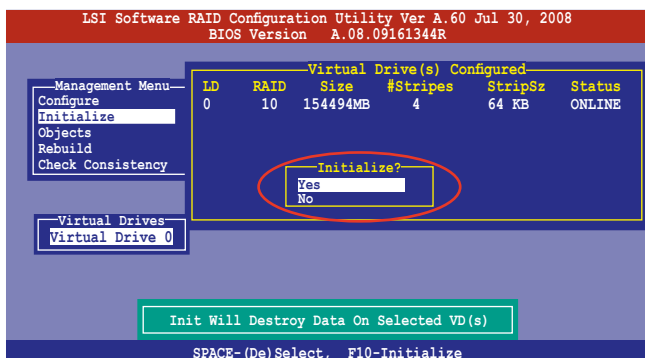 LSI Software RAID Configuration Utility Ver A.60 Jul 30, 2008
BIOS Version A.08.09161344R
Virtual Drive(s) Configured
LD RAID Size #Stripes StripSz Status
0 10 154494MB 4 64 KB ONLINE
Management Menu
Configure
Initialize
Objects
Rebuild
Check Consistency
Initialize?
Yes
No
Virtual Drives
Virtual Drive 0
Init Will Destroy Data On Selected VD(s)
SPACE-(De)Select, F10-Initialize